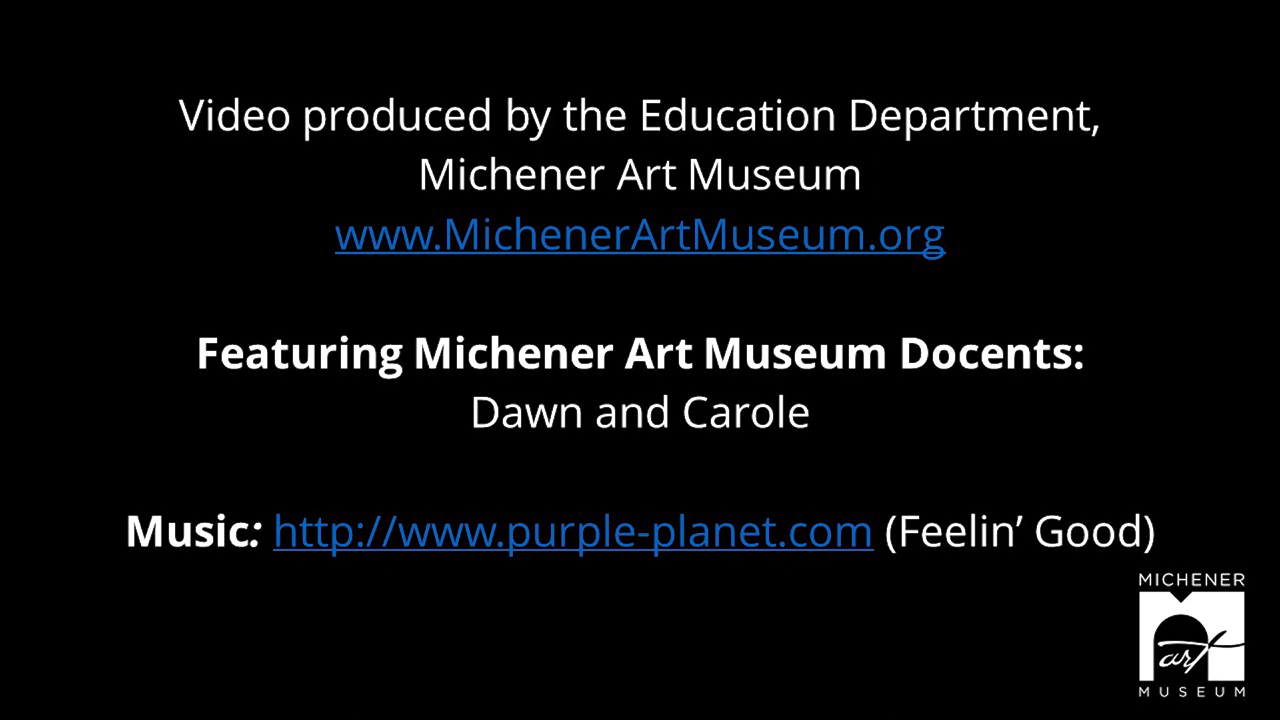 Video produced by the Education Department,
Michener Art Museum
www.MichenerArtMuseum.org
Featuring Michener Art Museum Docents:
Dawn and Carole
Music: http://www.purple-planet.com (Feelin’ Good)
MICHENER
art
MUSEUM